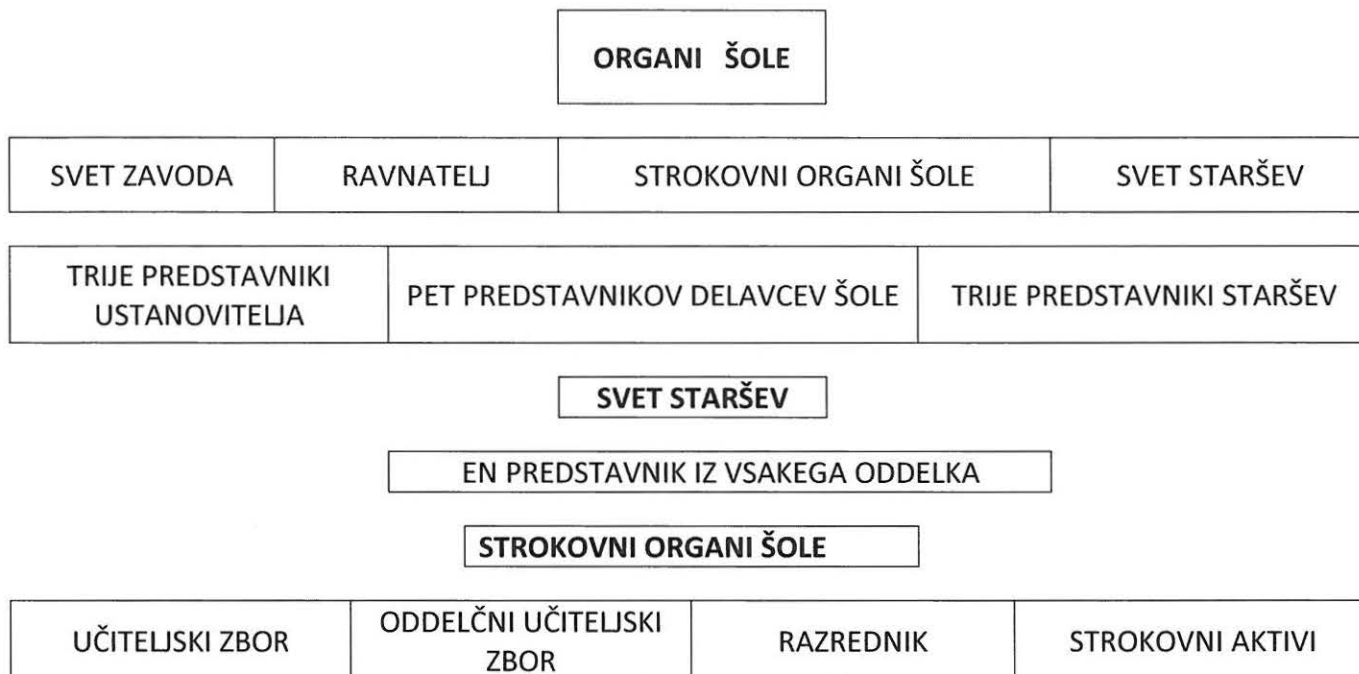 ORGANI ŠOLE
SVET ZAVODA
RAVNATELJ
STROKOVNI ORGANI ŠOLE
SVET STARŠEV
TRIJE PREDSTAVNIKI
USTANOVITELJA
PET PREDSTAVNIKOV DELAVCEV ŠOLE
TRIJE PREDSTAVNIKI STARŠEV
SVET STARŠEV
EN PREDSTAVNIK IZ VSAKEGA ODDELKA
STROKOVNI ORGANI ŠOLE
UČITELJSKI ZBOR
ODDELČNI UČITELJSKI
ZBOR
RAZREDNIK
STROKOVNI AKTIVI